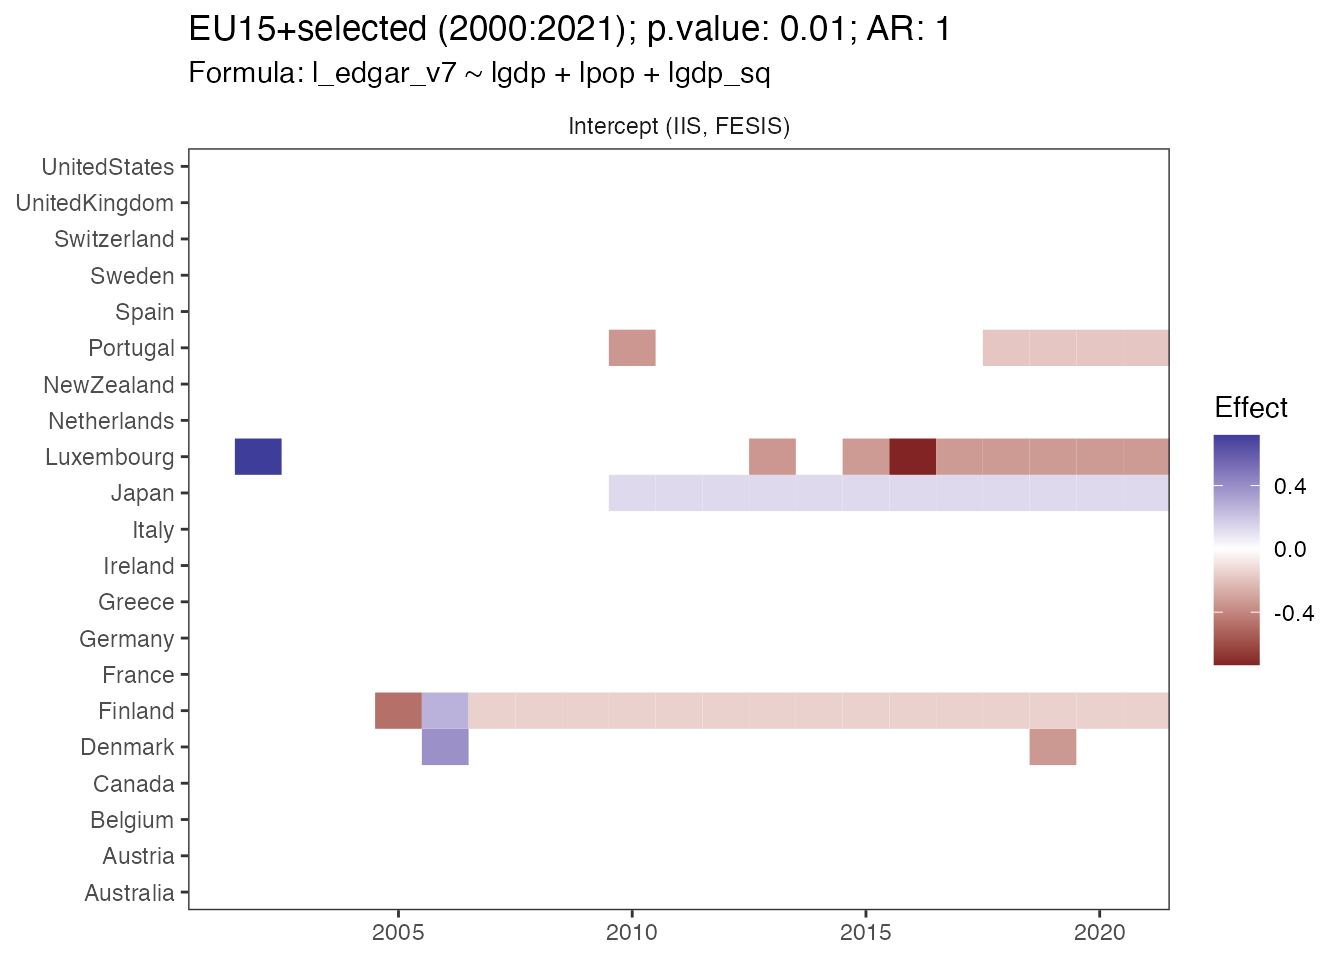 EU15+selected (2000:2021); p.value: 0.01; AR: 1
Formula: l_edgar_v7 ~ lgdp + lpop + lgdp_sq
Intercept (IIS, FESIS)
UnitedStates
UnitedKingdom
Switzerland
Sweden
Spain
Portugal
NewZealand
Netherlands
Luxembourg
Japan
Italy
Ireland
Greece
Germany
France
Finland
Denmark
Canada
Belgium
Austria
Australia
2005 2010 2015 2020
Effect
0.4
0.0
-0.4